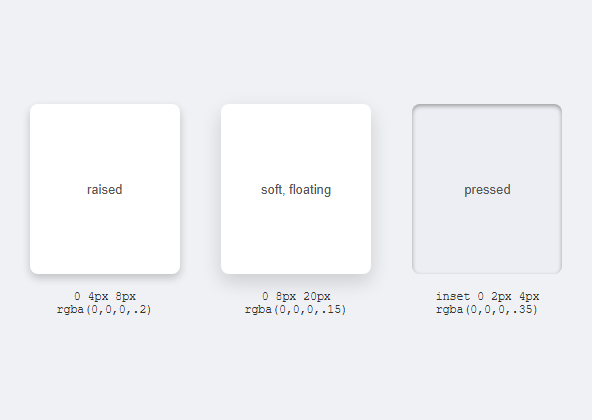 raised
soft, floating
pressed
0 4px 8px
rgba(0,0,0,.2)
0 8px 20px
rgba(0,0,0,.15)
inset 0 2px 4px
rgba(0,0,0,.35)